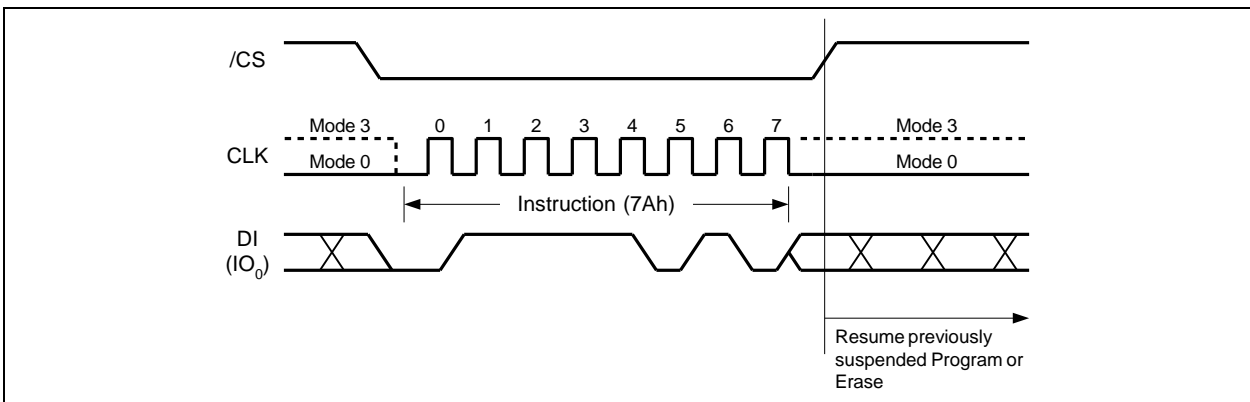 /CS
Mode 3
0 1 2 3 4 5 6 7
Mode 3
CLK
Mode 0
Mode 0
Instruction (7Ah)
DI
(IO0)
Resume previously
suspended Program or
Erase